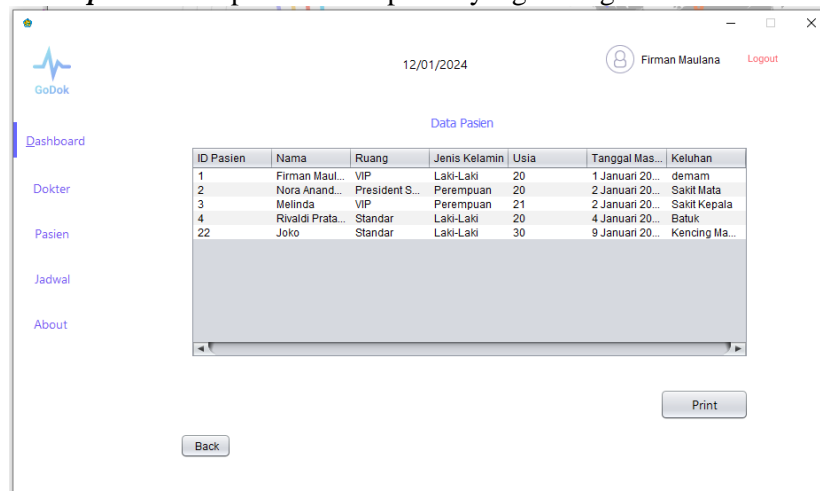 12/01/2024
Firman Maulana
Logout
GoDok
Data Pasien
Dashboard
Dokter
Pasien
Jadwal
About
ID Pasien Nama Ruang Jenis Kelamin Usia Tanggal Mas... Keluhan
1 Firman Maul... VIP Laki-Laki 20 1 Januari 20... demam
2 Nora Anand... President S... Perempuan 20 2 Januari 20... Sakit Mata
3 Melinda VIP Perempuan 21 2 Januari 20... Sakit Kepala
4 Rivaldi Prata... Standar Laki-Laki 20 4 Januari 20... Batuk
22 Joko Standar Laki-Laki 30 9 Januari 20... Kencing Ma...
Print
Back